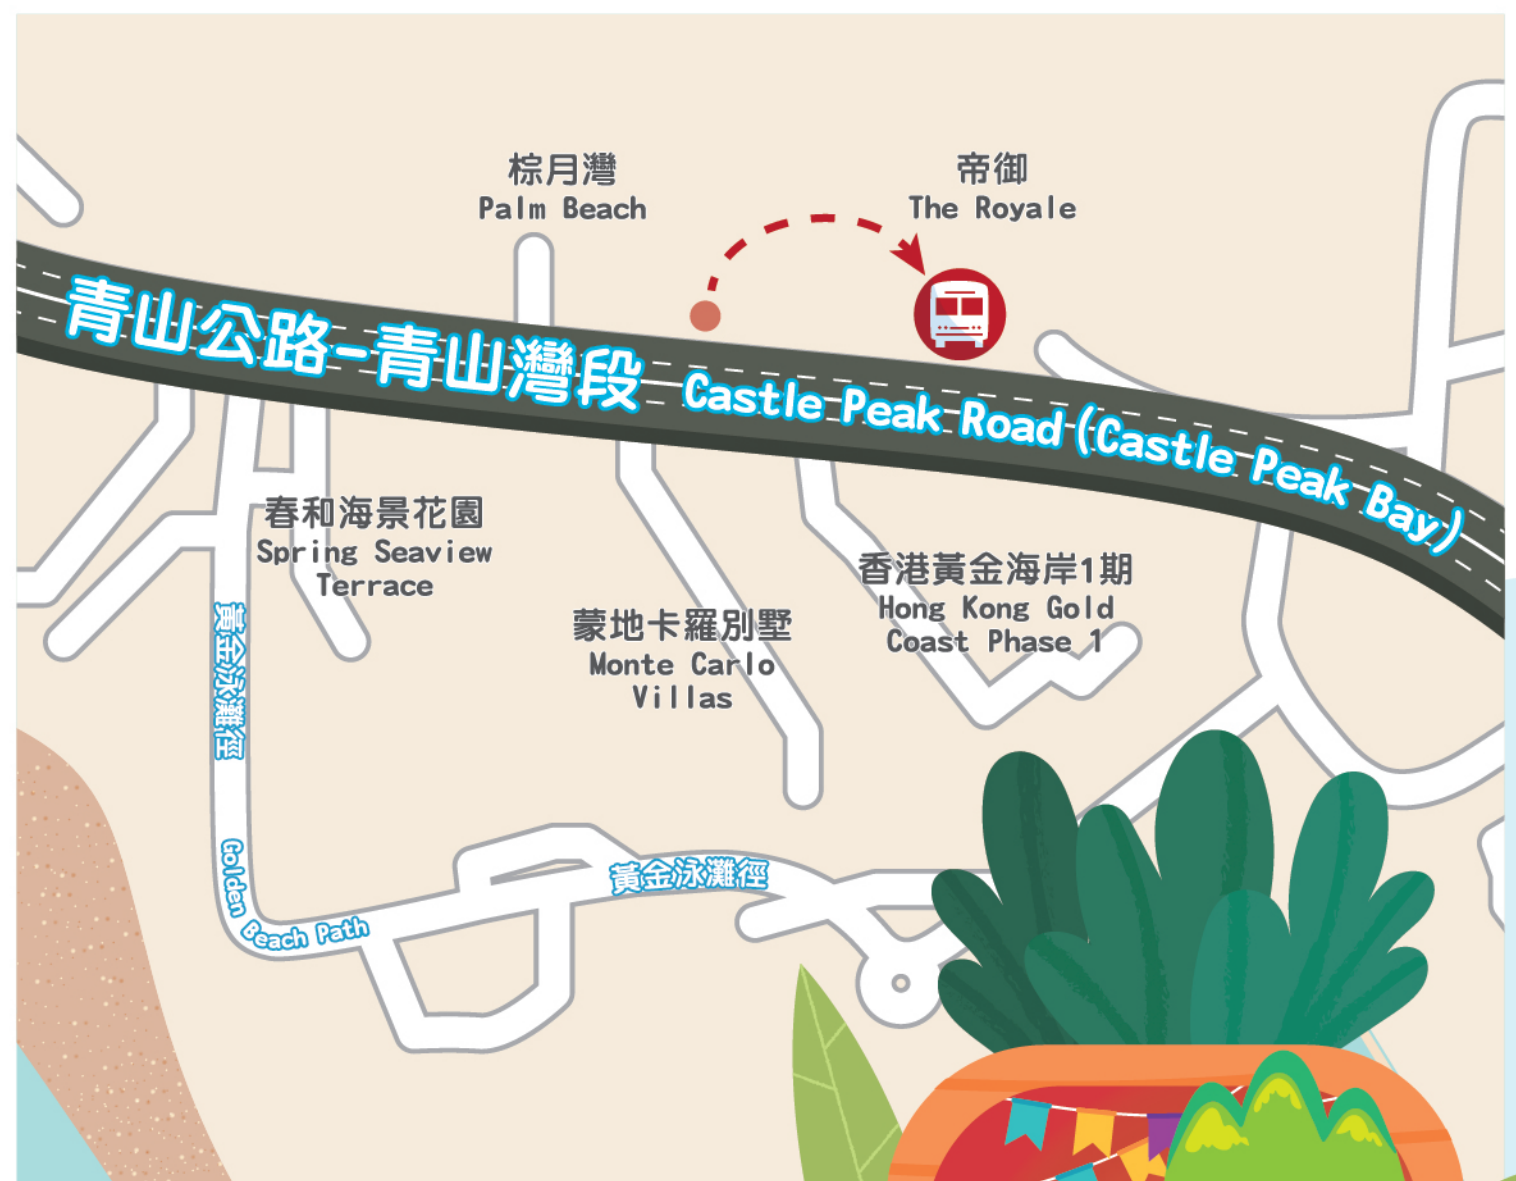 棕月灣
Palm Beach
帝御
The Royale
青山公路-青山灣段 Castle Peak Road (Castle Peak Bay)
春和海景花園
Spring Seaview
Terrace
香港黃金海岸1期
Hong Kong Gold
Coast Phase 1
蒙地卡羅別墅
Monte Carlo
Villas
黃金泳灘徑
Golden Beach Path
黃金泳灘徑